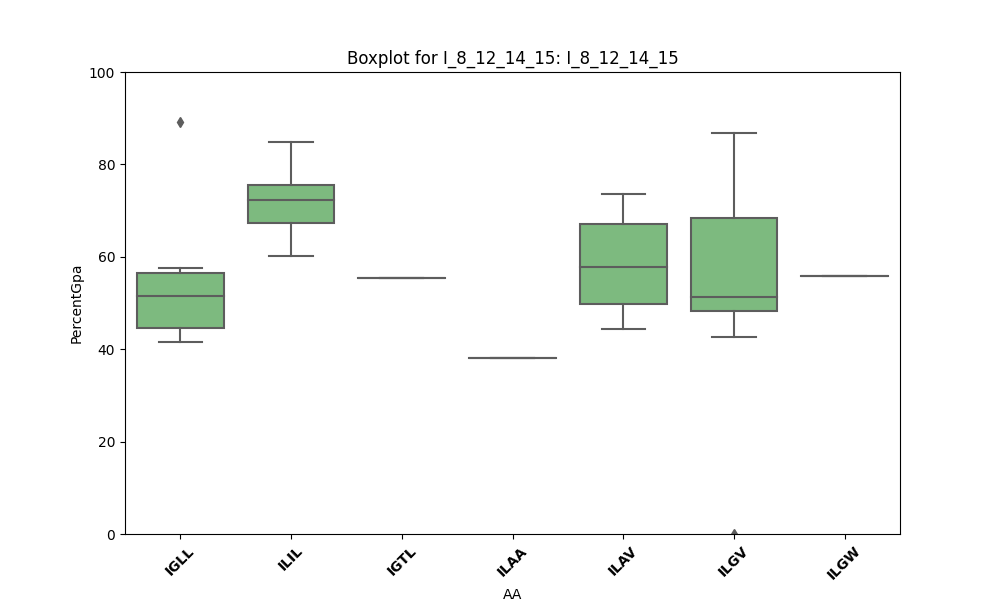 Boxplot for I_8_12_14_15: I_8_12_14_15
100
80
60
40
20
0
PercentGpa
IGLL
ILIL
IGTL
ILAA
ILAV
ILGV
ILGW
AA